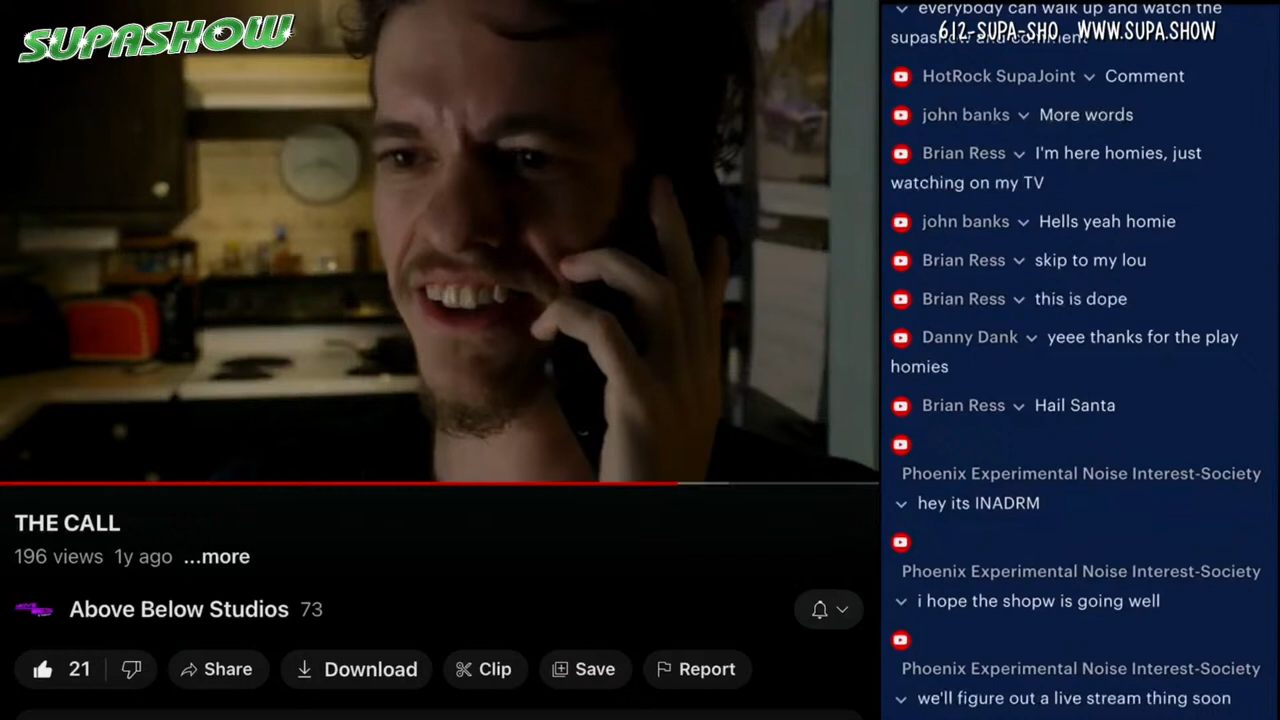 SUPASHOW
THE CALL
196 views 1y ago ...more
Above Below Studios 73
21 Share Download Clip Save Report
everybody can walk up and watch the
supashow and comment
612-SUPA-SHO WWW.SUPA.SHOW
HotRock SupaJoint Comment
john banks More words
Brian Ress I'm here homies, just
watching on my TV
john banks Hells yeah homie
Brian Ress skip to my lou
Brian Ress this is dope
Danny Dank yeee thanks for the play
homies
Brian Ress Hail Santa
Phoenix Experimental Noise Interest-Society
hey its INADRM
Phoenix Experimental Noise Interest-Society
i hope the shopw is going well
Phoenix Experimental Noise Interest-Society
we'll figure out a live stream thing soon